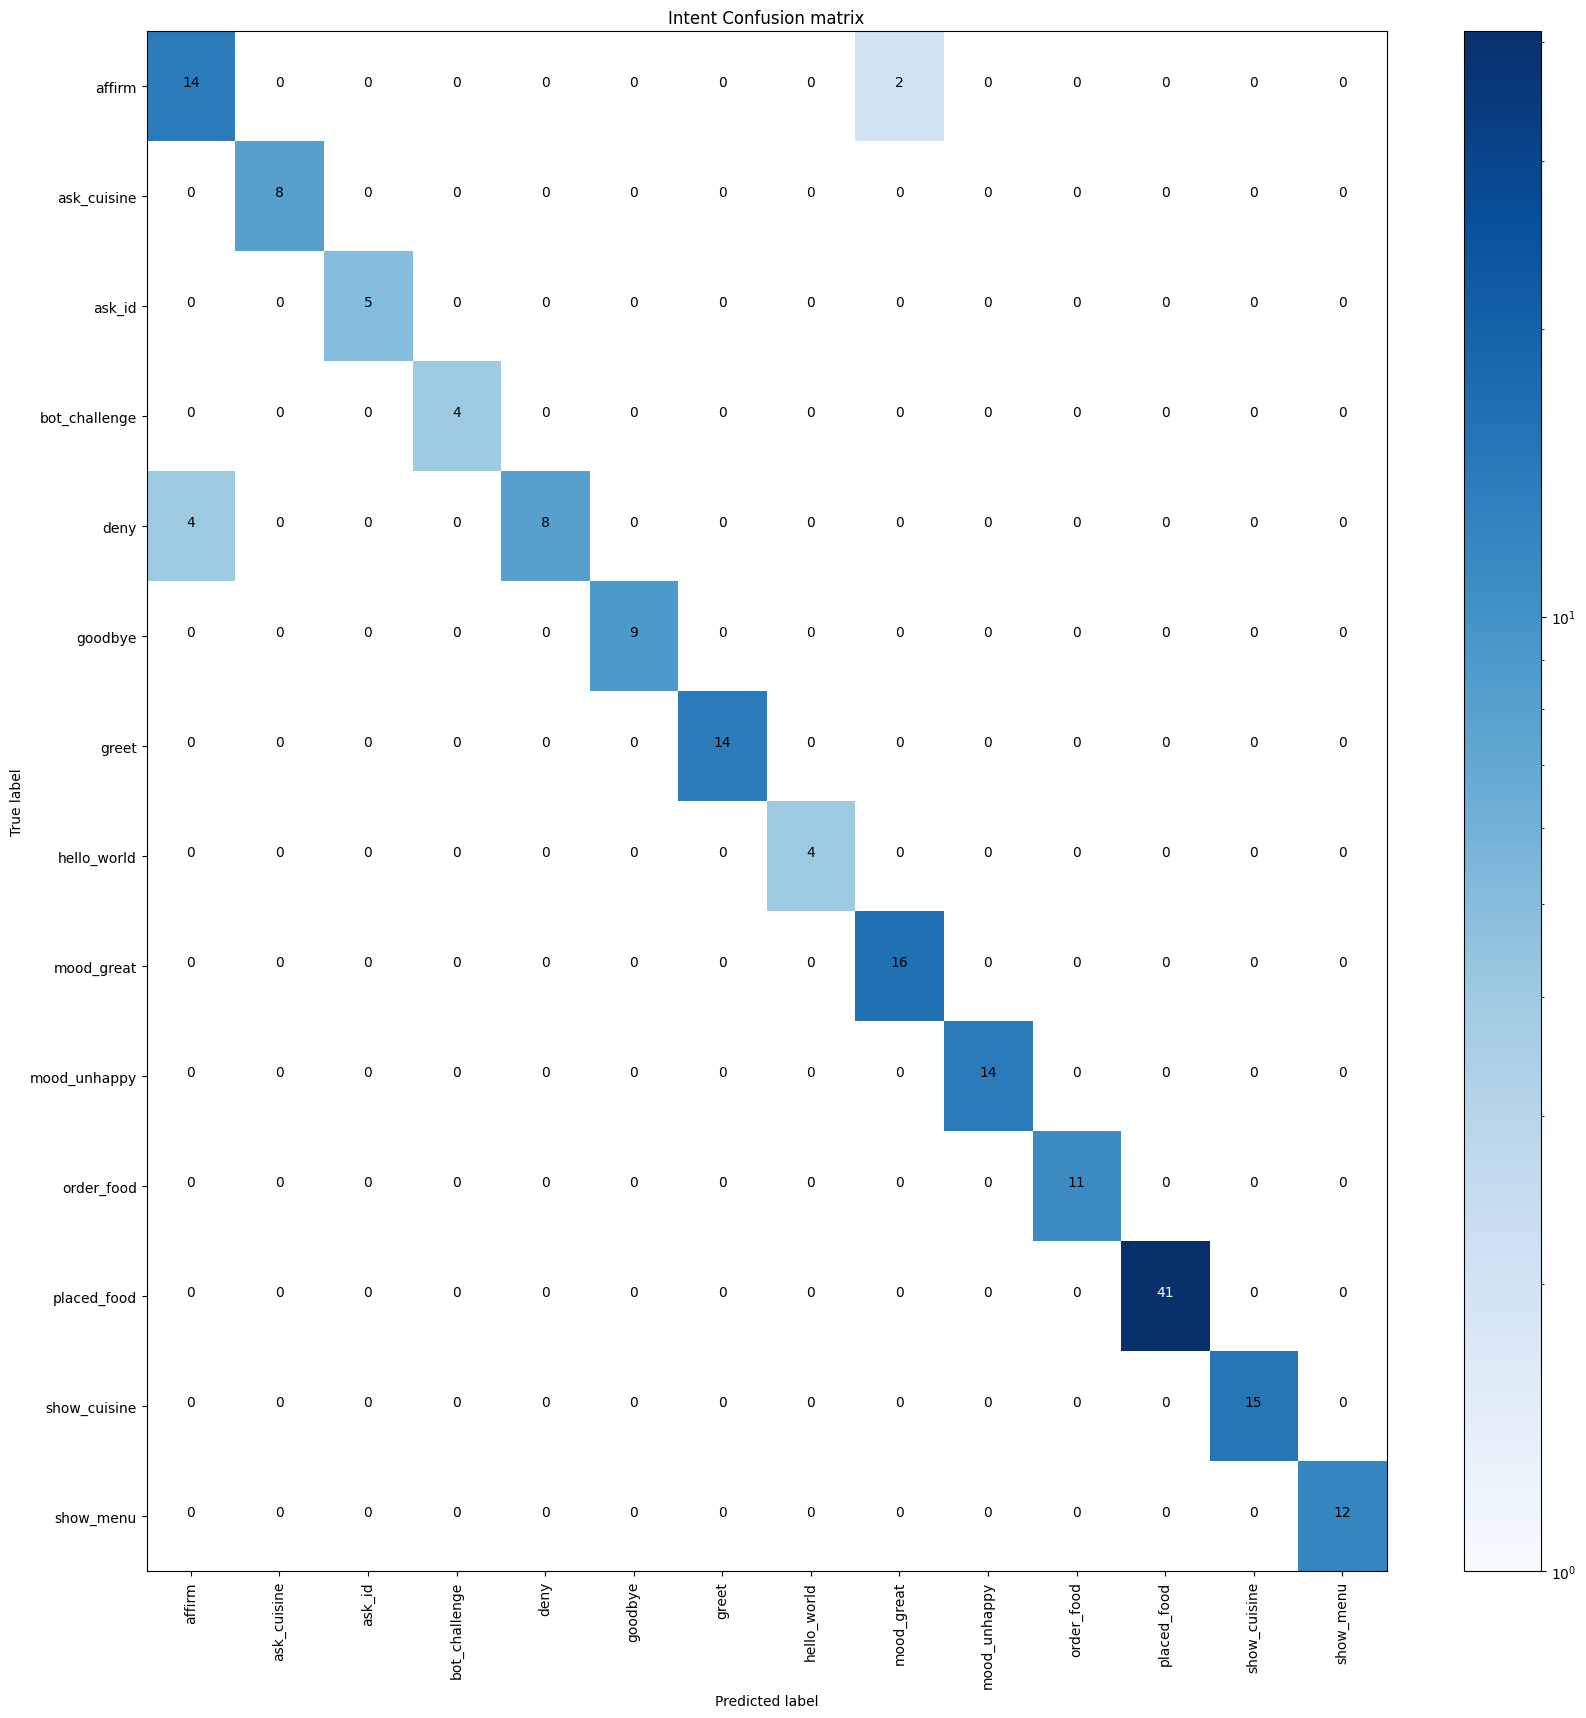 Intent Confusion matrix
affirm 14 0 0 0 0 0 0 0 2 0 0 0 0 0
ask_cuisine 0 8 0 0 0 0 0 0 0 0 0 0 0 0
ask_id 0 0 5 0 0 0 0 0 0 0 0 0 0 0
bot_challenge 0 0 0 4 0 0 0 0 0 0 0 0 0 0
deny 4 0 0 0 8 0 0 0 0 0 0 0 0 0
goodbye 0 0 0 0 0 9 0 0 0 0 0 0 0 0
10¹
greet 0 0 0 0 0 0 14 0 0 0 0 0 0 0
True label
hello_world 0 0 0 0 0 0 0 4 0 0 0 0 0 0
mood_great 0 0 0 0 0 0 0 0 16 0 0 0 0 0
mood_unhappy 0 0 0 0 0 0 0 0 0 14 0 0 0 0
order_food 0 0 0 0 0 0 0 0 0 0 11 0 0 0
placed_food 0 0 0 0 0 0 0 0 0 0 0 41 0 0
show_cuisine 0 0 0 0 0 0 0 0 0 0 0 0 15 0
show_menu 0 0 0 0 0 0 0 0 0 0 0 0 0 12
10⁰
affirm
ask_cuisine
ask_id
bot_challenge
deny
goodbye
greet
hello_world
mood_great
mood_unhappy
order_food
placed_food
show_cuisine
show_menu
Predicted label